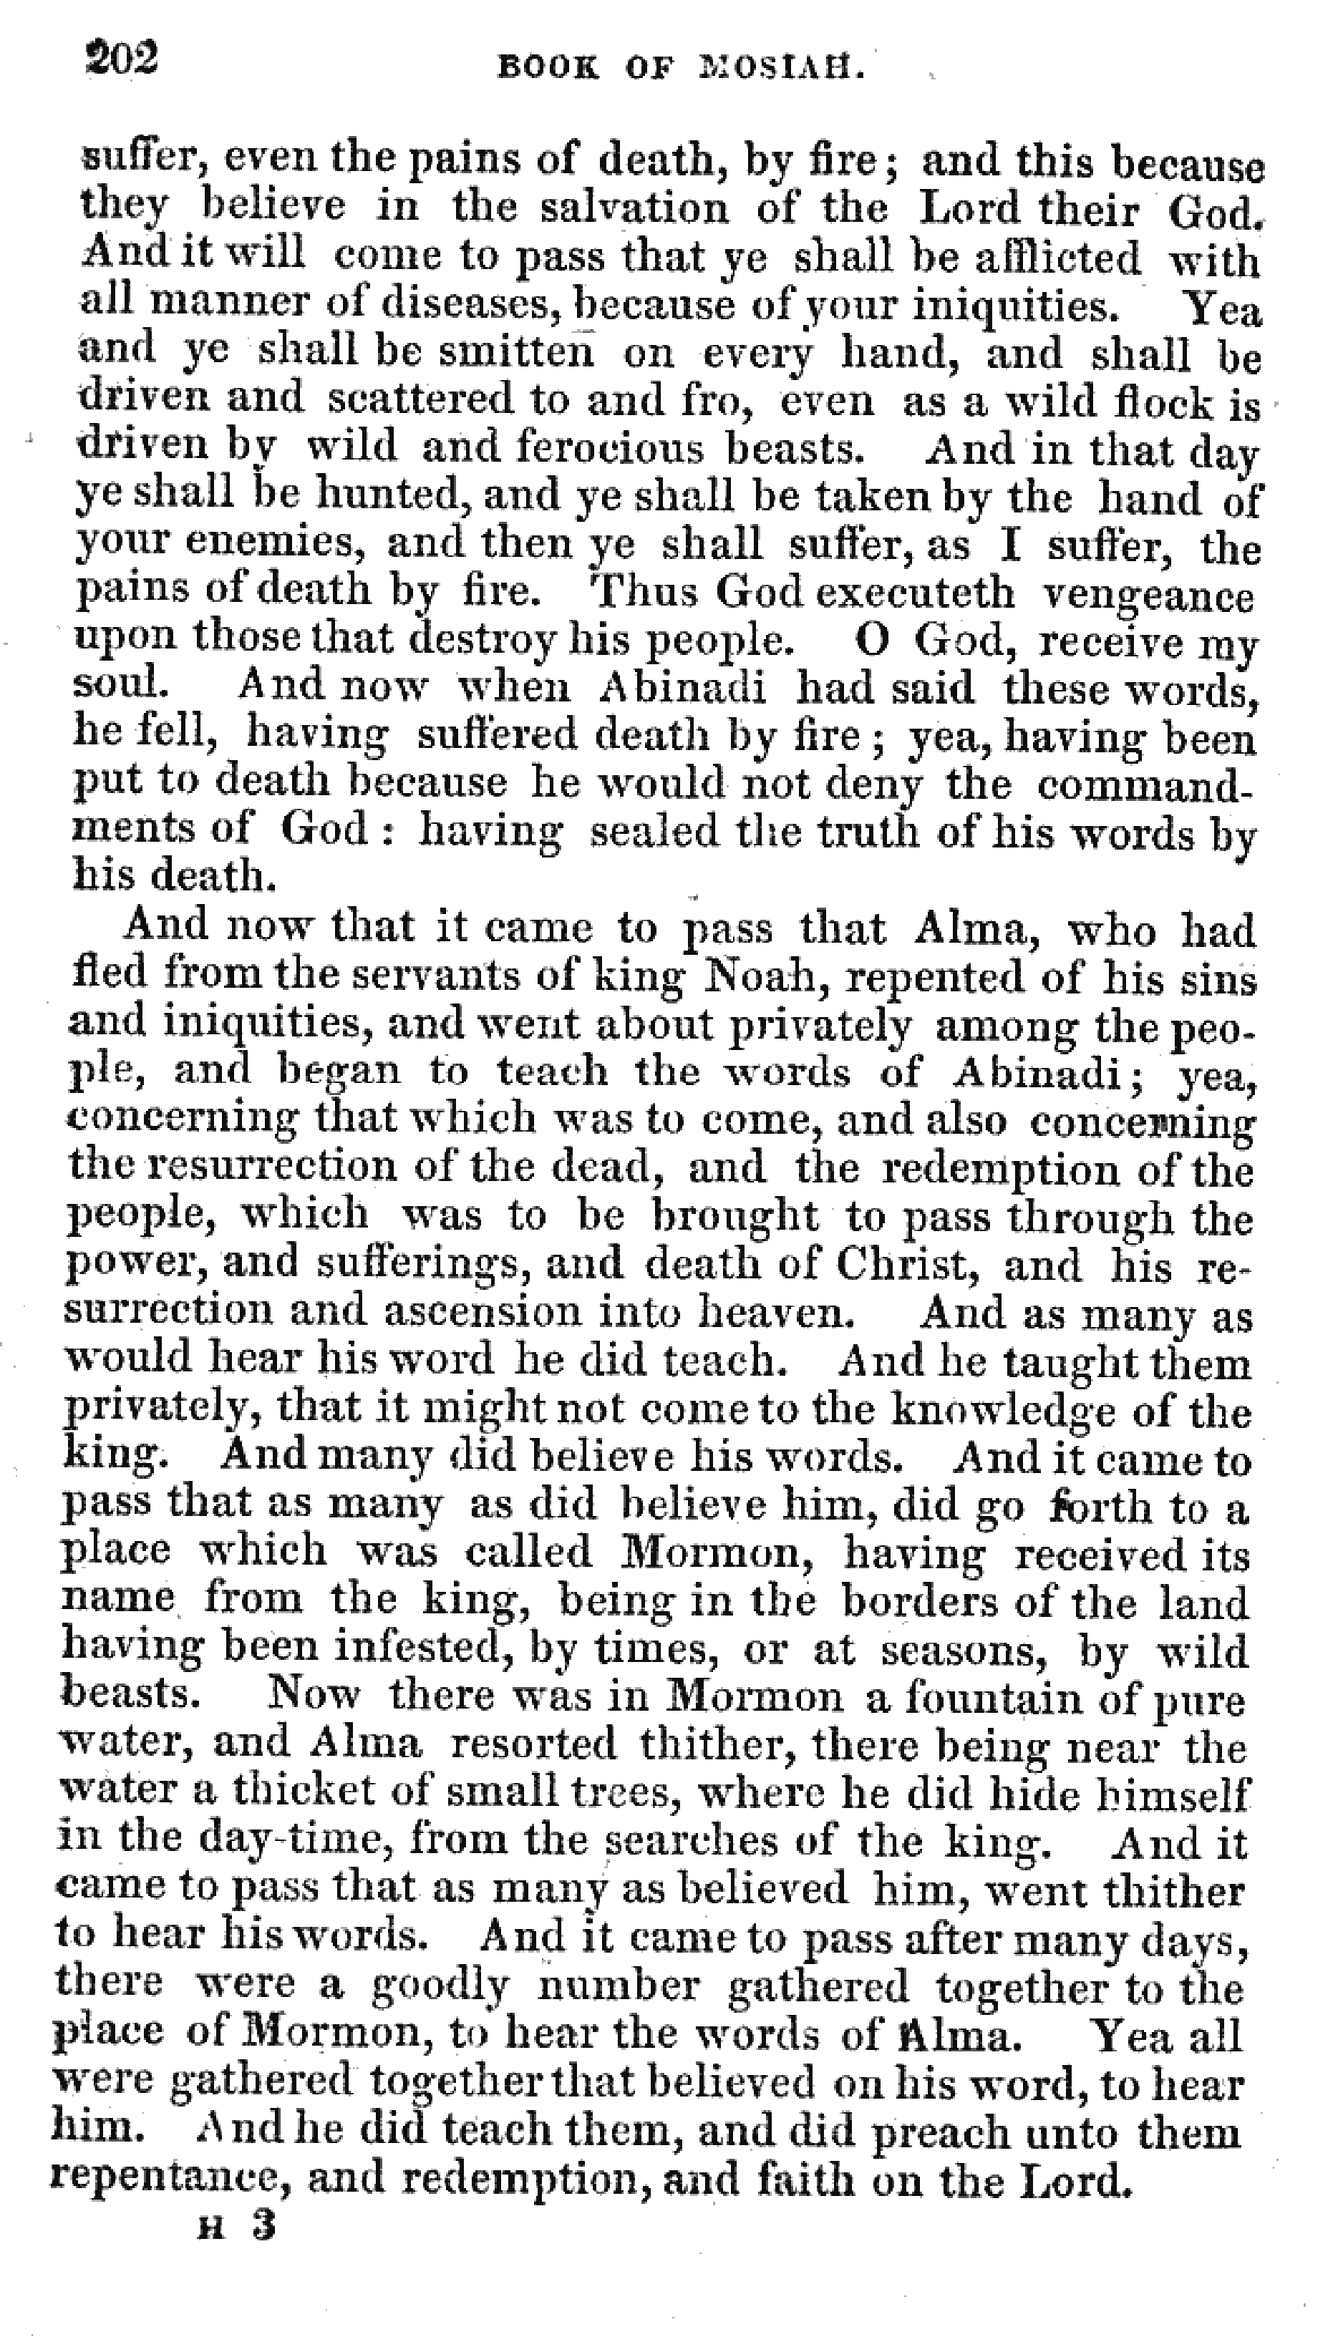 202 BOOK OF MOSIAH.
suffer, even the pains of death, by fire; and this because
they believe in the salvation of the Lord their God.
And it will come to pass that ye shall be afflicted with
all manner of diseases, because of your iniquities. Yea
and ye shall be smitten on every hand, and shall be
driven and scattered to and fro, even as a wild flock is
driven by wild and ferocious beasts. And in that day
ye shall be hunted, and ye shall be taken by the hand of
your enemies, and then ye shall suffer, as I suffer, the
pains of death by fire. Thus God executeth vengeance
upon those that destroy his people. O God, receive my
soul. And now when Abinadi had said these words,
he fell, having suffered death by fire; yea, having been
put to death because he would not deny the command-
ments of God: having sealed the truth of his words by
his death.
And now that it came to pass that Alma, who had
fled from the servants of king Noah, repented of his sins
and iniquities, and went about privately among the peo-
ple, and began to teach the words of Abinadi; yea,
concerning that which was to come, and also concerning
the resurrection of the dead, and the redemption of the
people, which was to be brought to pass through the
power, and sufferings, and death of Christ, and his re-
surrection and ascension into heaven. And as many as
would hear his word he did teach. And he taught them
privately, that it might not come to the knowledge of the
king. And many did believe his words. And it came to
pass that as many as did believe him, did go forth to a
place which was called Mormon, having received its
name from the king, being in the borders of the land
having been infested, by times, or at seasons, by wild
beasts. Now there was in Mormon a fountain of pure
water, and Alma resorted thither, there being near the
water a thicket of small trees, where he did hide himself
in the day-time, from the searches of the king. And it
came to pass that as many as believed him, went thither
to hear his words. And it came to pass after many days,
there were a goodly number gathered together to the
place of Mormon, to hear the words of Alma. Yea all
were gathered together that believed on his word, to hear
him. And he did teach them, and did preach unto them
repentance, and redemption, and faith on the Lord.
H 3